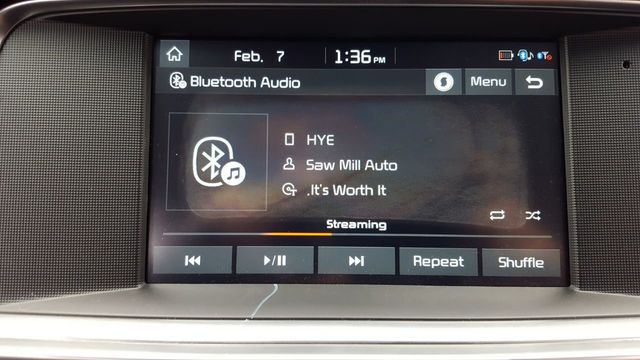 Feb. 7 1:36 PM
Bluetooth Audio Menu
HYE
Saw Mill Auto
.It's Worth It
Streaming
Repeat Shuffle